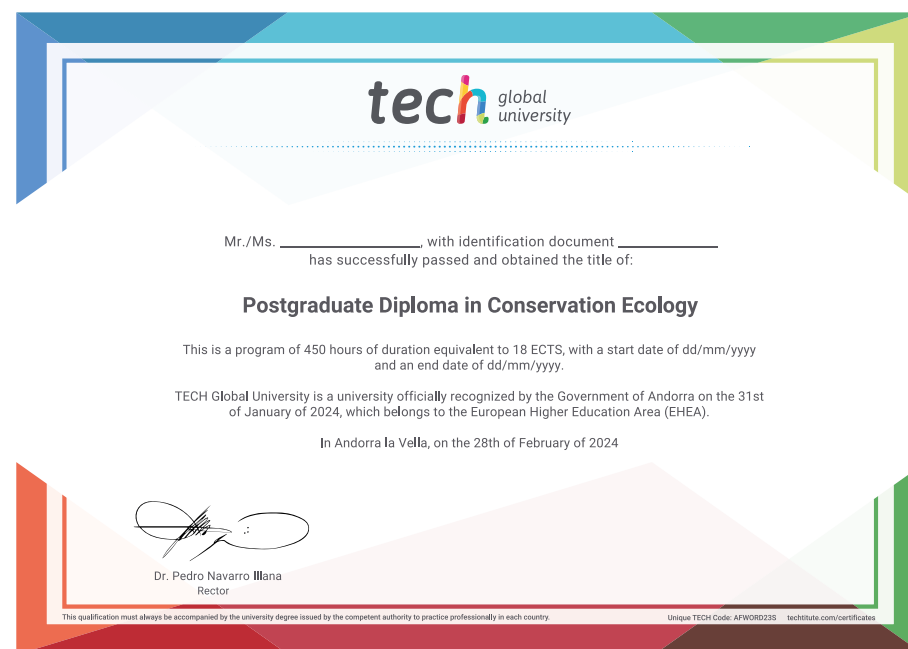 tech global university
Mr./Ms. ____________, with identification document ____________
has successfully passed and obtained the title of:
Postgraduate Diploma in Conservation Ecology
This is a program of 450 hours of duration equivalent to 18 ECTS, with a start date of dd/mm/yyyy
and an end date of dd/mm/yyyy.
TECH Global University is a university officially recognized by the Government of Andorra on the 31st
of January of 2024, which belongs to the European Higher Education Area (EHEA).
In Andorra la Vella, on the 28th of February of 2024
Dr. Pedro Navarro Illana
Rector
This qualification must always be accompanied by the university degree issued by the competent authority to practice professionally in each country.
Unique TECH Code: AFWORD23S techtitute.com/certificates